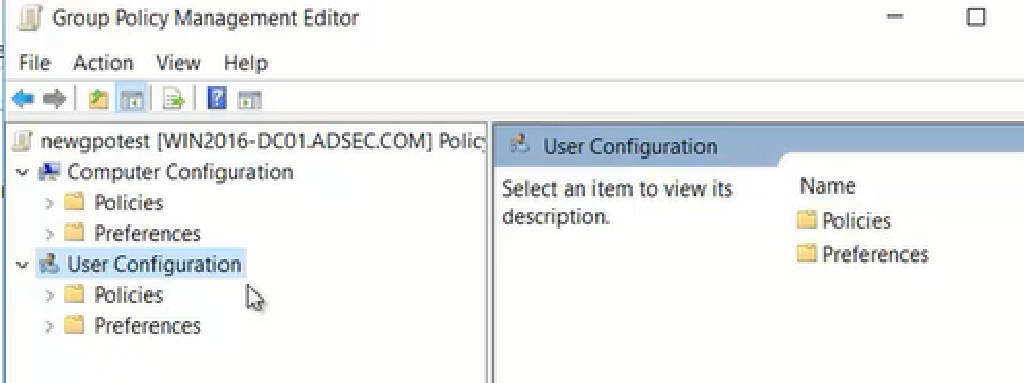 Group Policy Management Editor
File Action View Help
newgpotest [WIN2016-DC01.ADSEC.COM] Policy
Computer Configuration
Policies
Preferences
User Configuration
Policies
Preferences
User Configuration
Select an item to view its
description.
Name
Policies
Preferences